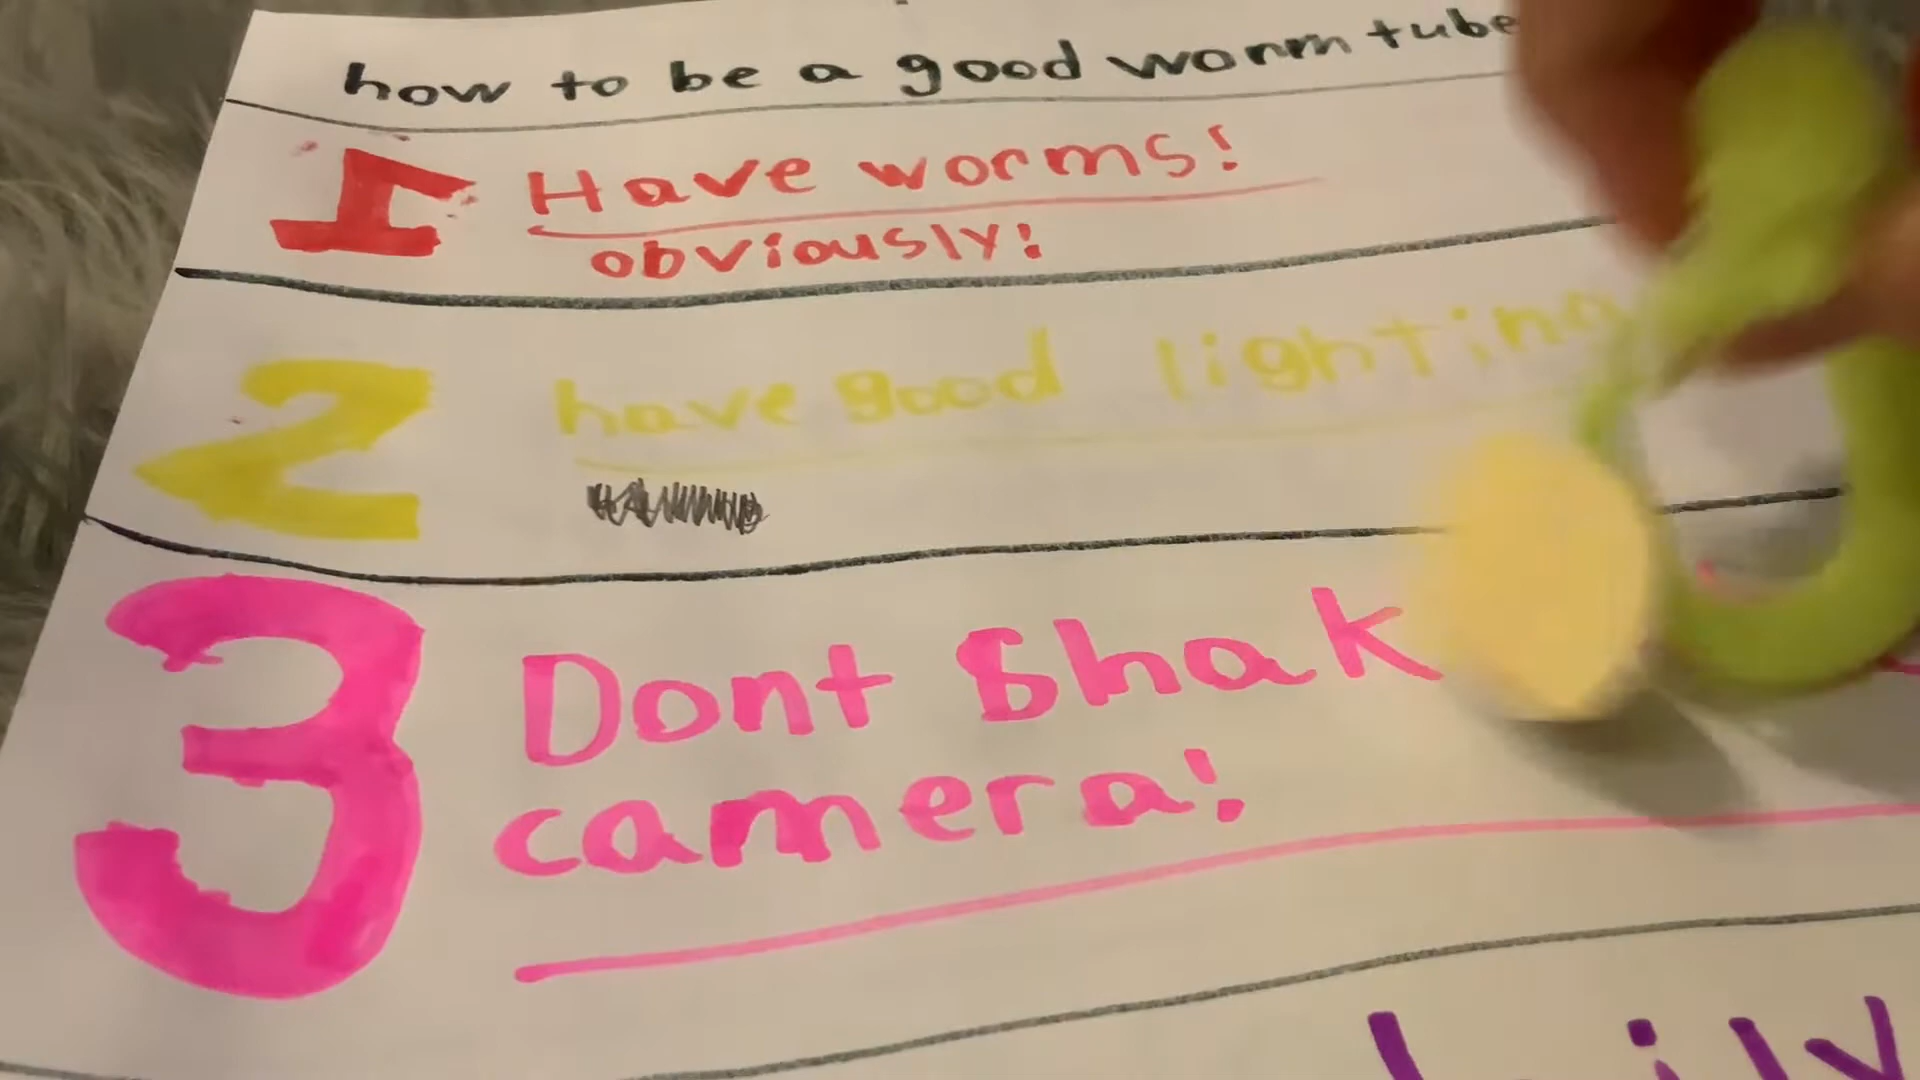 how to be a good worm tube
1 Have worms!
obviously!
2 have good lighting
3 Dont Shak
camera!